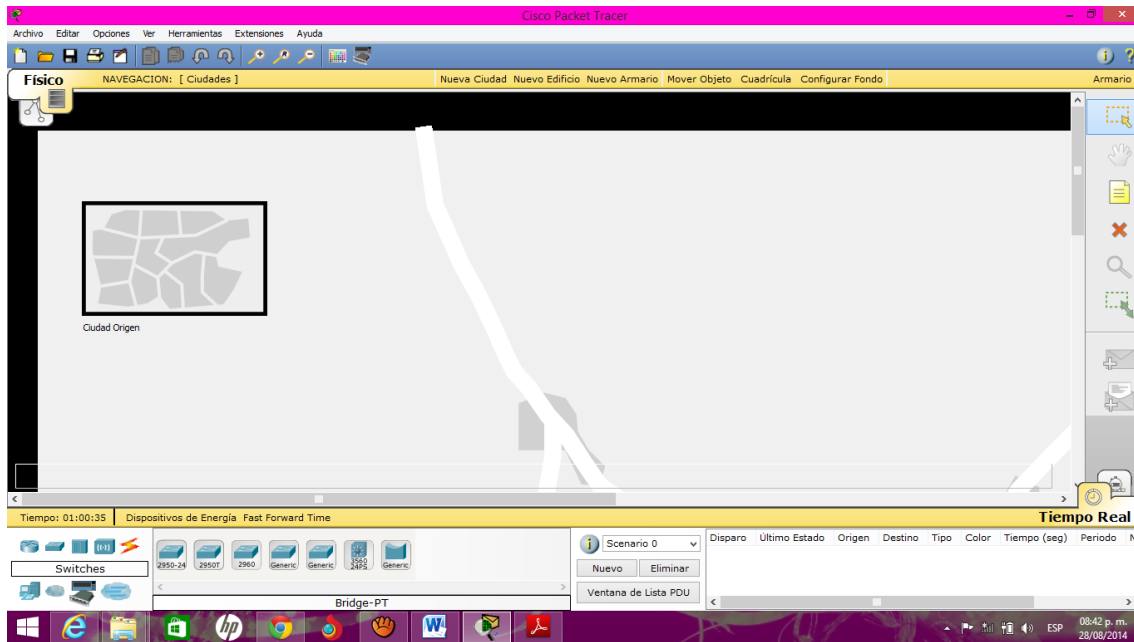 Cisco Packet Tracer
Archivo Editar Opciones Ver Herramientas Extensiones Ayuda
Físico
NAVEGACION: [ Ciudades ]
Nueva Ciudad Nuevo Edificio Nuevo Armario Mover Objeto Cuadrícula Configurar Fondo
Armario
Ciudad Origen
Tiempo: 01:00:35
Dispositivos de Energía Fast Forward Time
Tiempo Real
Switches
2950-24 2950T 2960 Generic Generic 3560 24PS Generic
Bridge-PT
Scenario 0
Nuevo Eliminar
Ventana de Lista PDU
Disparo Último Estado Origen Destino Tipo Color Tiempo (seg) Periodo
hp
W
ESP
08:42 p. m.
28/08/2014